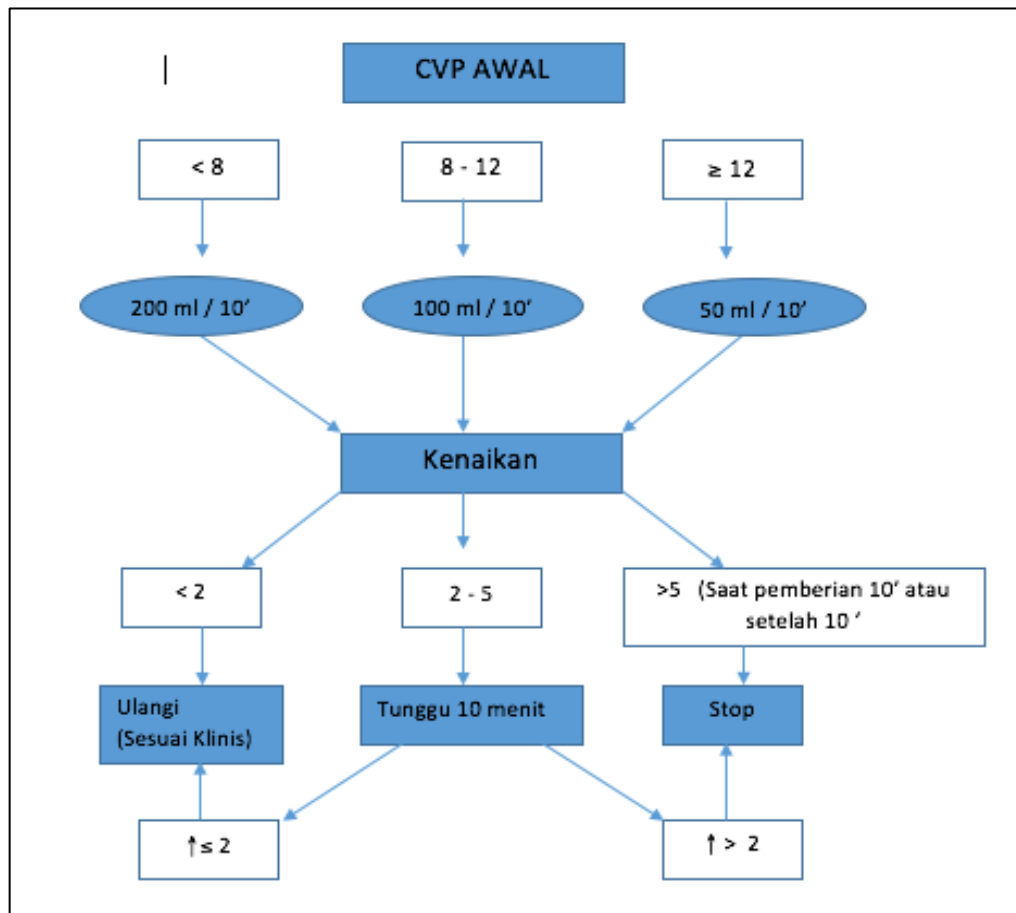 CVP AWAL
< 8
8 - 12
≥ 12
200 ml / 10’
100 ml / 10’
50 ml / 10’
Kenaikan
< 2
2 - 5
>5 (Saat pemberian 10’ atau
setelah 10 ’
Ulangi
(Sesuai Klinis)
Tunggu 10 menit
Stop
↑ ≤ 2
↑ > 2